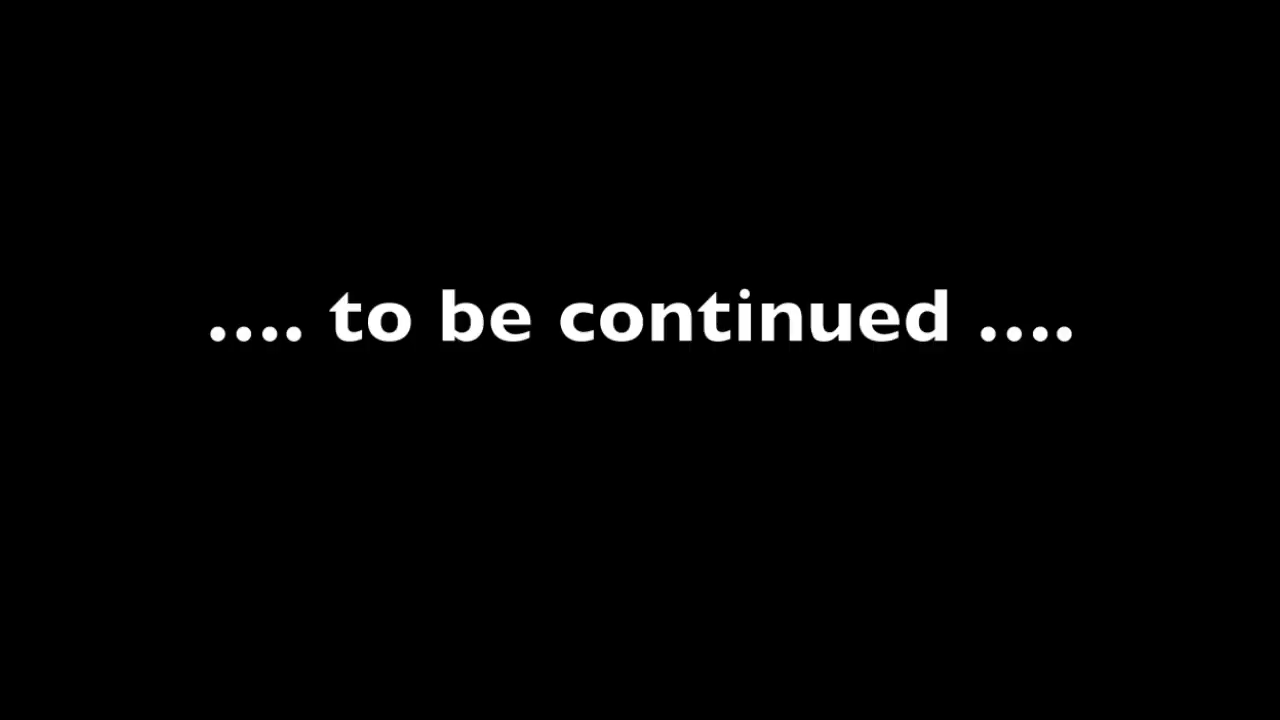 .... to be continued ....